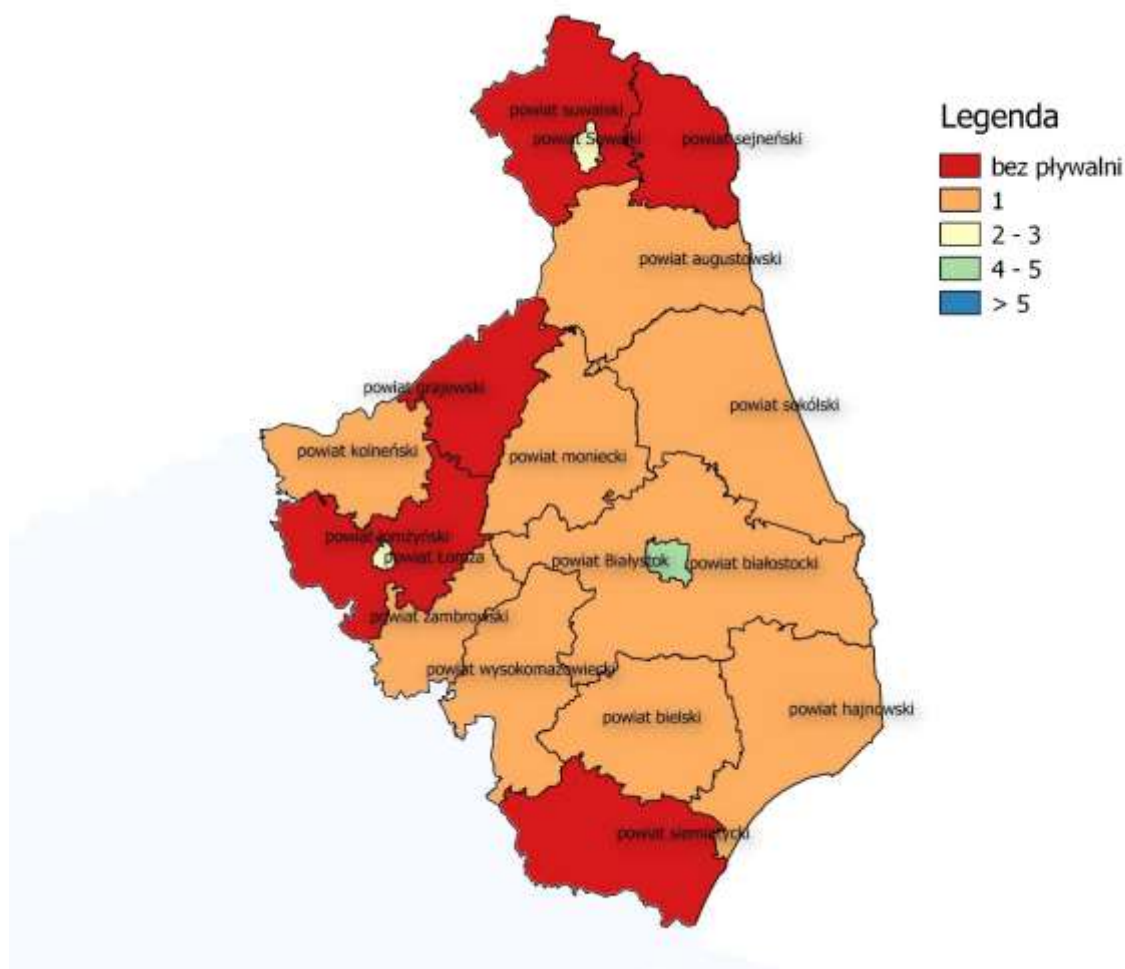 powiat suwalski
powiat Suwałki
powiat sejneński
Legenda
bez pływalni
1
2 - 3
4 - 5
> 5
powiat augustowski
powiat grajewski
powiat sokólski
powiat kolneński
powiat moniecki
powiat łomżyński
powiat Łomża
powiat Białystok
powiat białostocki
powiat zambrowski
powiat wysokomazowiecki
powiat bielski
powiat hajnowski
powiat siemiatycki